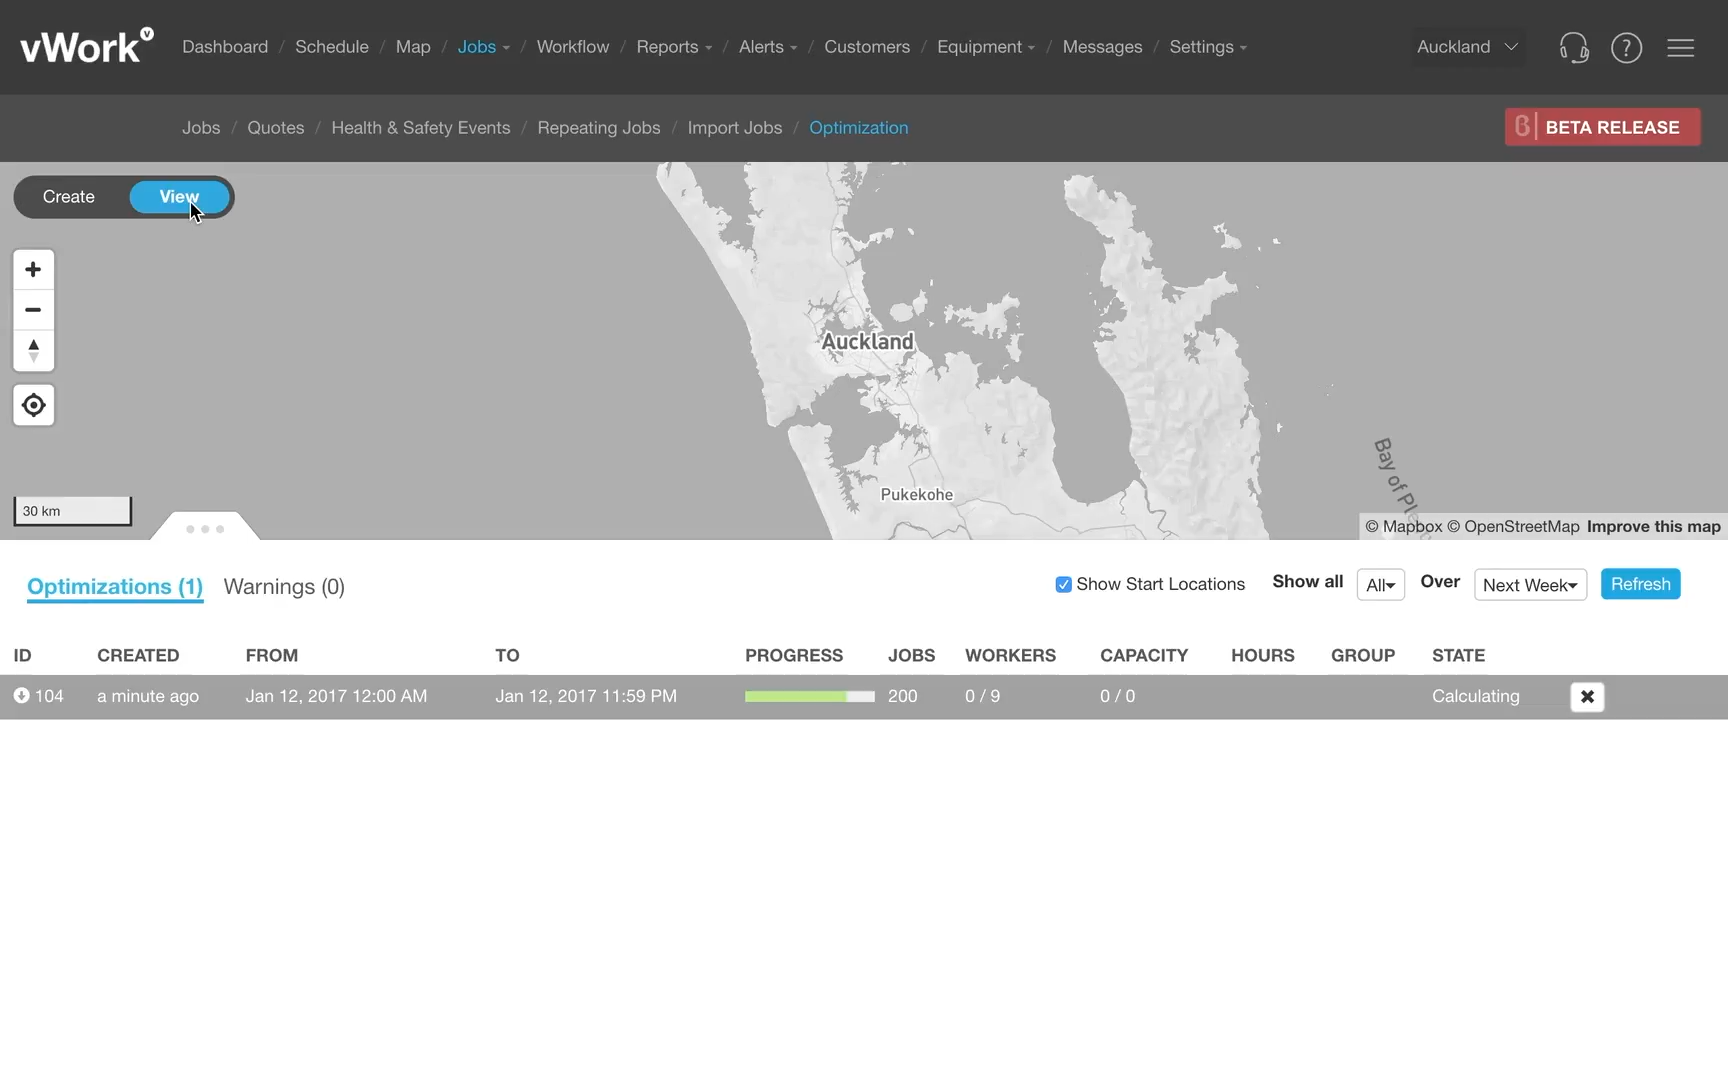 vWork v
Dashboard / Schedule / Map / Jobs / Workflow / Reports / Alerts / Customers / Equipment / Messages / Settings
Auckland
?
Jobs / Quotes / Health & Safety Events / Repeating Jobs / Import Jobs / Optimization
β BETA RELEASE
Create View
Auckland
Pukekohe
Bay of
30 km
© Mapbox © OpenStreetMap Improve this map
Optimizations (1) Warnings (0)
Show Start Locations Show all All Over Next Week Refresh
ID CREATED FROM TO PROGRESS JOBS WORKERS CAPACITY HOURS GROUP STATE
104 a minute ago Jan 12, 2017 12:00 AM Jan 12, 2017 11:59 PM 200 0 / 9 0 / 0 Calculating